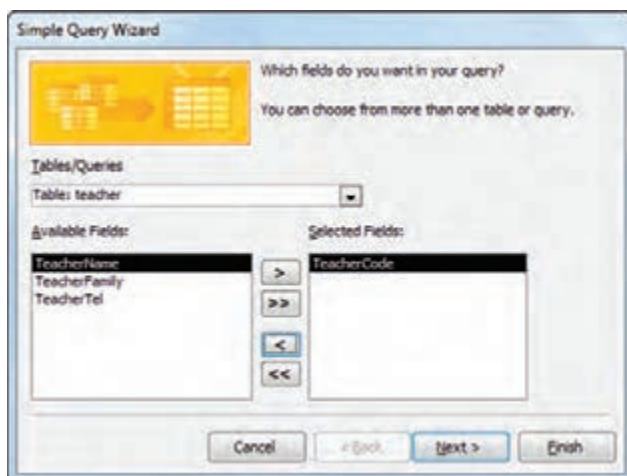 Simple Query Wizard
Which fields do you want in your query?
You can choose from more than one table or query.
Tables/Queries
Table: teacher
Available Fields:
Selected Fields:
TeacherName
TeacherFamily
TeacherTel
>
>>
<
<<
TeacherCode
Cancel
< Back
Next >
Finish